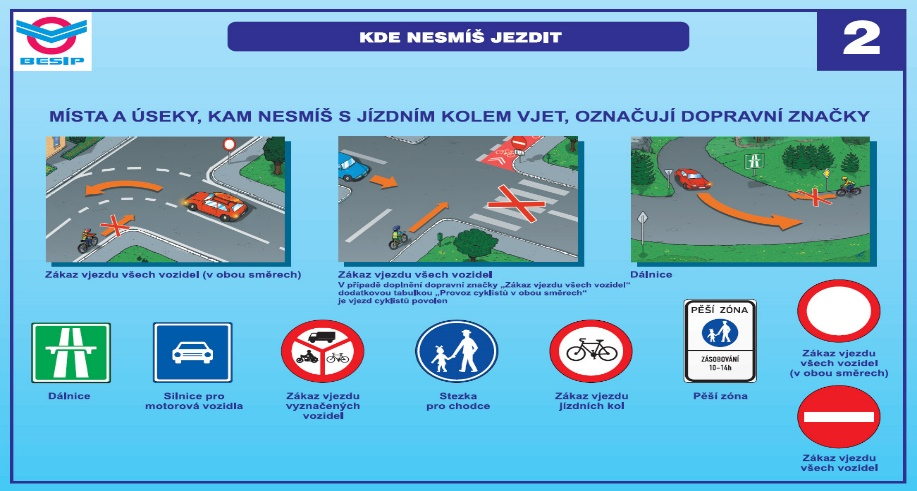 BESIP
KDE NESMÍŠ JEZDIT
2
MÍSTA A ÚSEKY, KAM NESMÍŠ S JÍZDNÍM KOLEM VJET, OZNAČUJÍ DOPRAVNÍ ZNAČKY
Zákaz vjezdu všech vozidel (v obou směrech)
Zákaz vjezdu všech vozidel
V případě doplnění dopravní značky „Zákaz vjezdu všech vozidel"
dodatkovou tabulkou „Provoz cyklistů v obou směrech"
je vjezd cyklistů povolen
Dálnice
Dálnice
Silnice pro
motorová vozidla
Zákaz vjezdu
vyznačených
vozidel
Stezka
pro chodce
Zákaz vjezdu
jízdních kol
PĚŠÍ ZÓNA
ZÁSOBOVÁNÍ
10-14h
Pěší zóna
Zákaz vjezdu
všech vozidel
(v obou směrech)
Zákaz vjezdu
všech vozidel